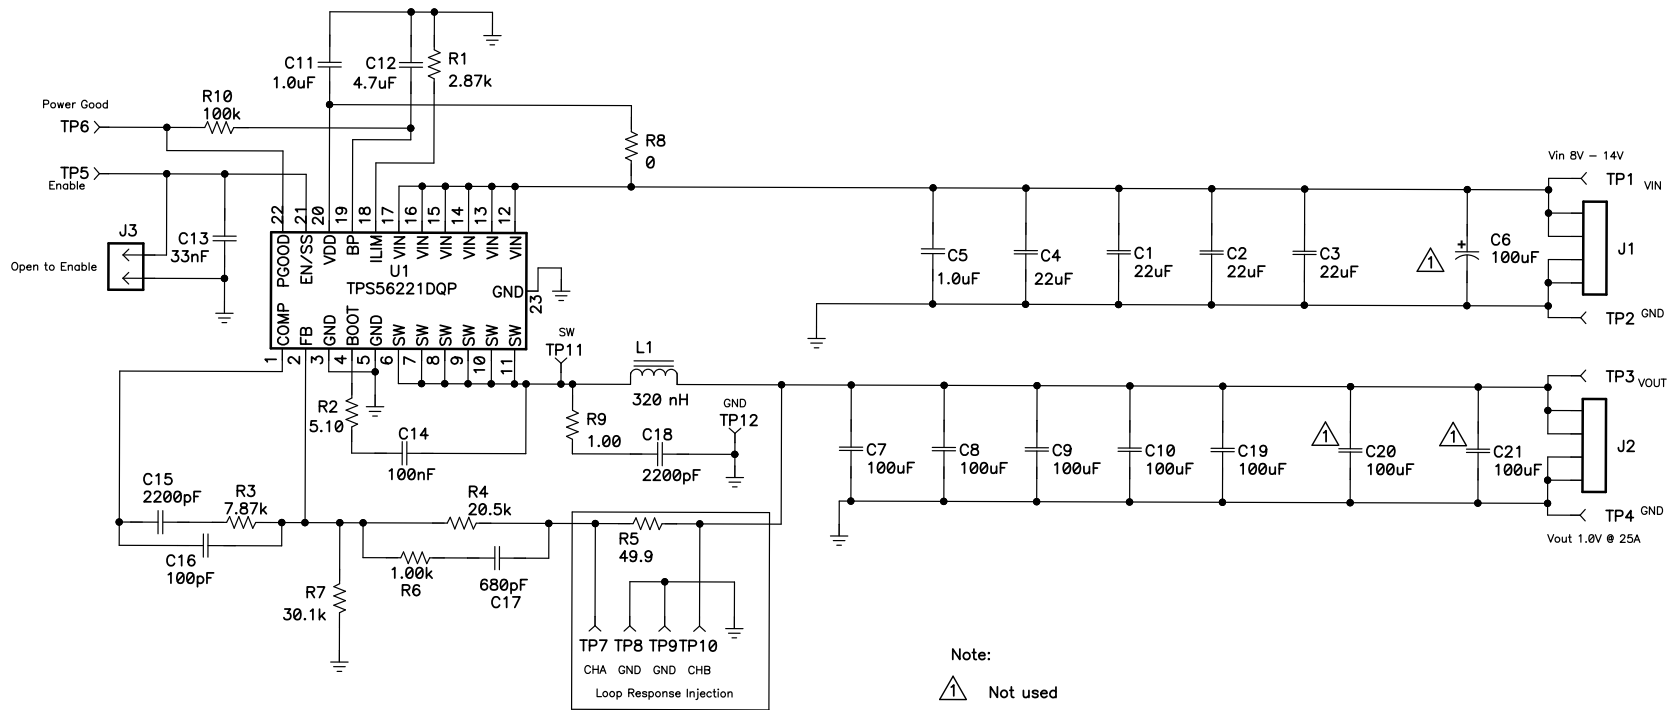 C11
1.0uF
C12
4.7uF
R1
2.87k
Power Good
TP6
R10
100k
TP5
Enable
R8
0
J3
Open to Enable
C13
33nF
22
21
20
19
18
17
16
15
14
13
12
PGOOD
EN/SS
VDD
BP
ILIM
VIN
VIN
VIN
VIN
VIN
VIN
U1
TPS56221DQP
GND
23
COMP
FB
GND
BOOT
GND
SW
SW
SW
SW
SW
SW
1
2
3
4
5
6
7
8
9
10
11
Vin 8V - 14V
TP1 VIN
C5
1.0uF
C4
22uF
C1
22uF
C2
22uF
C3
22uF
1
C6
100uF
+
J1
TP2 GND
SW
TP11
L1
320 nH
R2
5.10
C14
100nF
R9
1.00
C18
2200pF
GND
TP12
TP3 VOUT
C7
100uF
C8
100uF
C9
100uF
C10
100uF
C19
100uF
1
C20
100uF
1
C21
100uF
J2
TP4 GND
Vout 1.0V @ 25A
C15
2200pF
R3
7.87k
C16
100pF
R4
20.5k
1.00k
R6
680pF
C17
R7
30.1k
R5
49.9
TP7 TP8 TP9 TP10
CHA GND GND CHB
Loop Response Injection
Note:
1 Not used